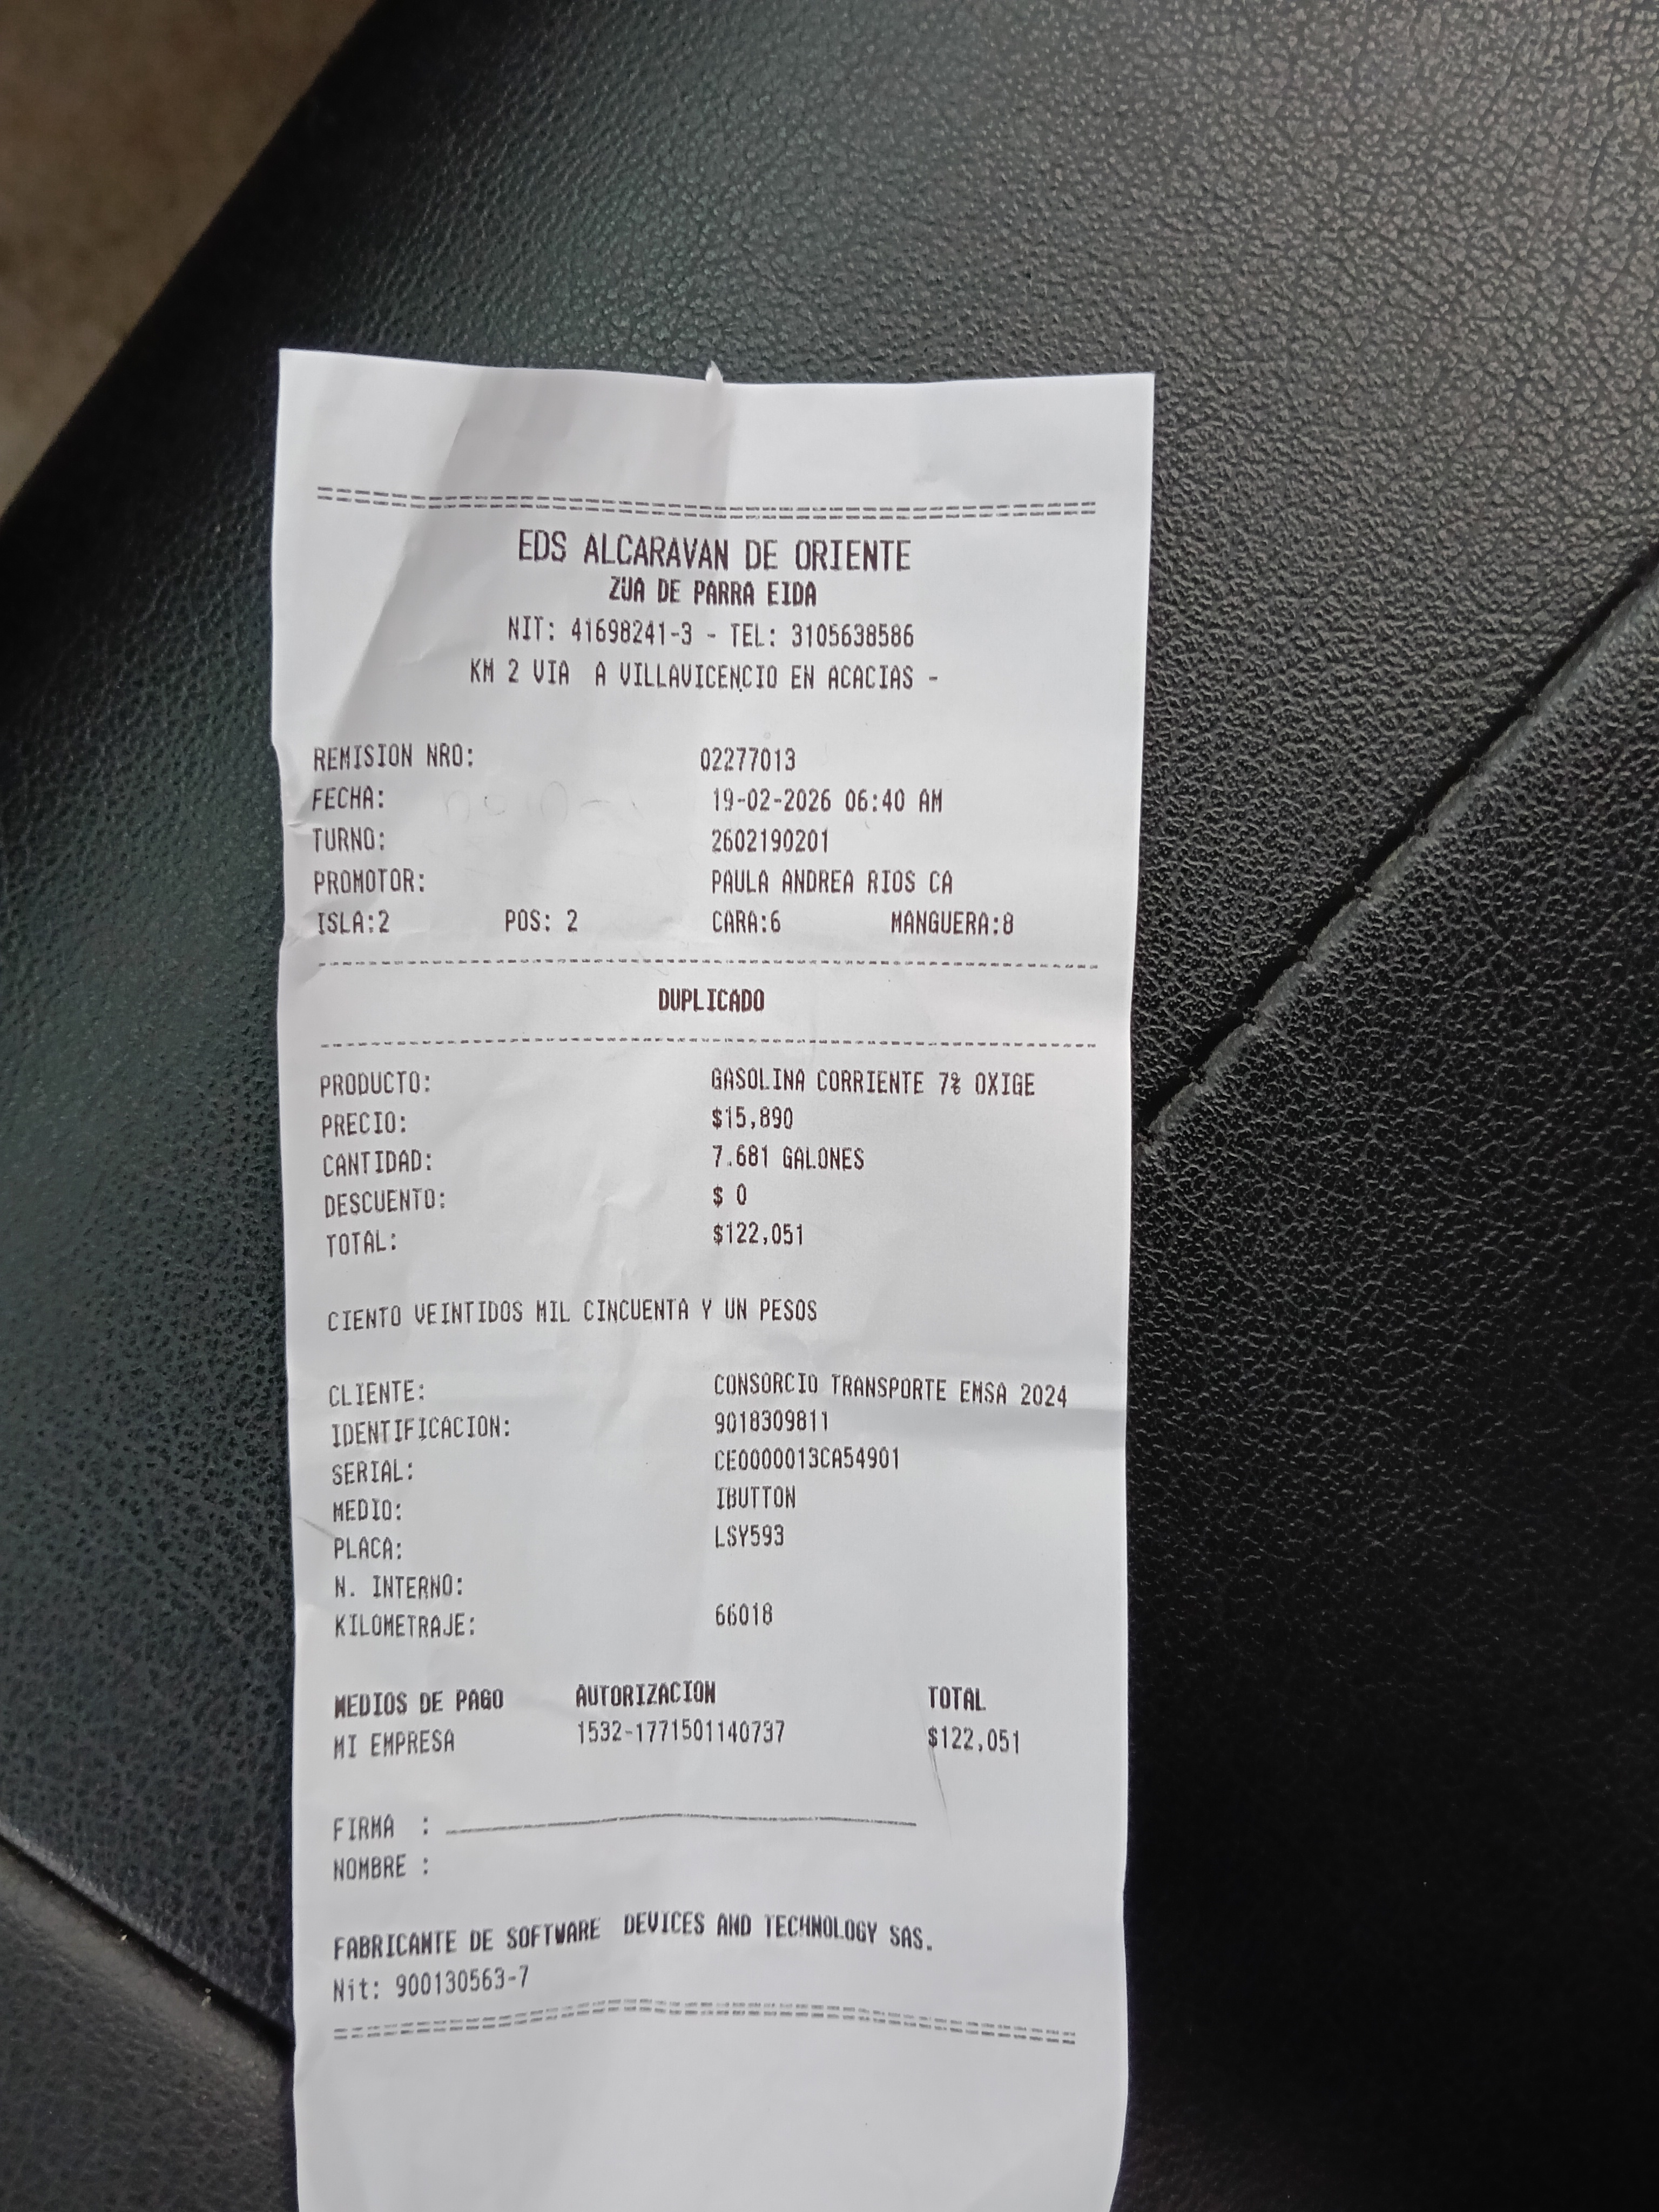 EDS ALCARAVAN DE ORIENTE
ZUA DE PARRA EIDA
NIT: 41698241-3 - TEL: 3105638586
KM 2 VIA  A VILLAVICENCIO EN ACACIAS -
REMISION NRO: 02277013
FECHA: 19-02-2026 06:40 AM
TURNO: 2602190201
PROMOTOR: PAULA ANDREA RIOS CA
ISLA:2 POS: 2 CARA:6 MANGUERA:8
DUPLICADO
PRODUCTO: GASOLINA CORRIENTE 7% OXIGE
PRECIO: $15,890
CANTIDAD: 7.681 GALONES
DESCUENTO: $ 0
TOTAL: $122,051
CIENTO VEINTIDOS MIL CINCUENTA Y UN PESOS
CLIENTE: CONSORCIO TRANSPORTE EMSA 2024
IDENTIFICACION: 9018309811
SERIAL: CE0000013CA54901
MEDIO: IBUTTON
PLACA: LSY593
N. INTERNO:
KILOMETRAJE: 66018
MEDIOS DE PAGO AUTORIZACION TOTAL
MI EMPRESA 1532-1771501140737 $122,051
FIRMA :
NOMBRE :
FABRICANTE DE SOFTWARE DEVICES AND TECHNOLOGY SAS.
Nit: 900130563-7